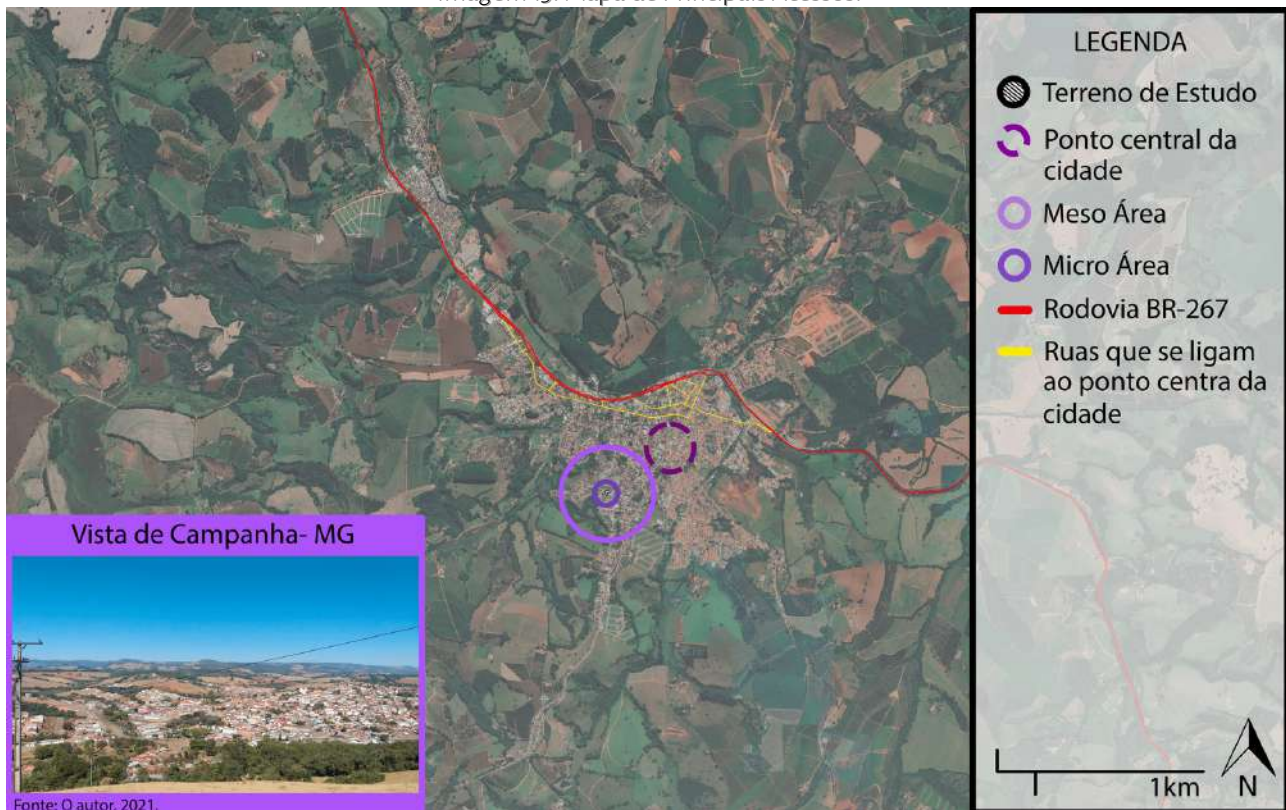 LEGENDA
Terreno de Estudo
Ponto central da
cidade
Meso Área
Micro Área
Rodovia BR-267
Ruas que se ligam
ao ponto centra da
cidade
1km
N
Vista de Campanha- MG
Fonte: O autor, 2021.